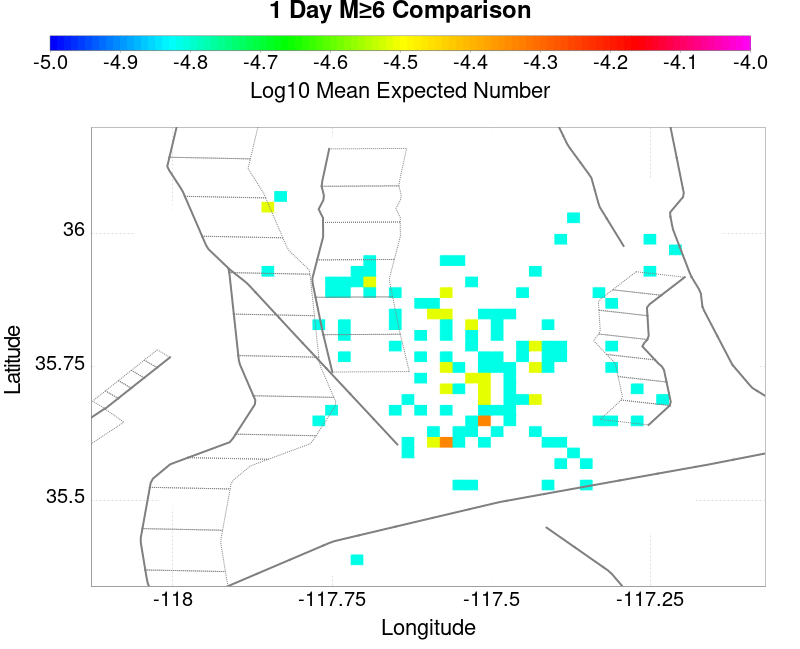 1 Day M≥6 Comparison
-5.0 -4.9 -4.8 -4.7 -4.6 -4.5 -4.4 -4.3 -4.2 -4.1 -4.0
Log10 Mean Expected Number
36
35.75
35.5
Latitude
-118 -117.75 -117.5 -117.25
Longitude